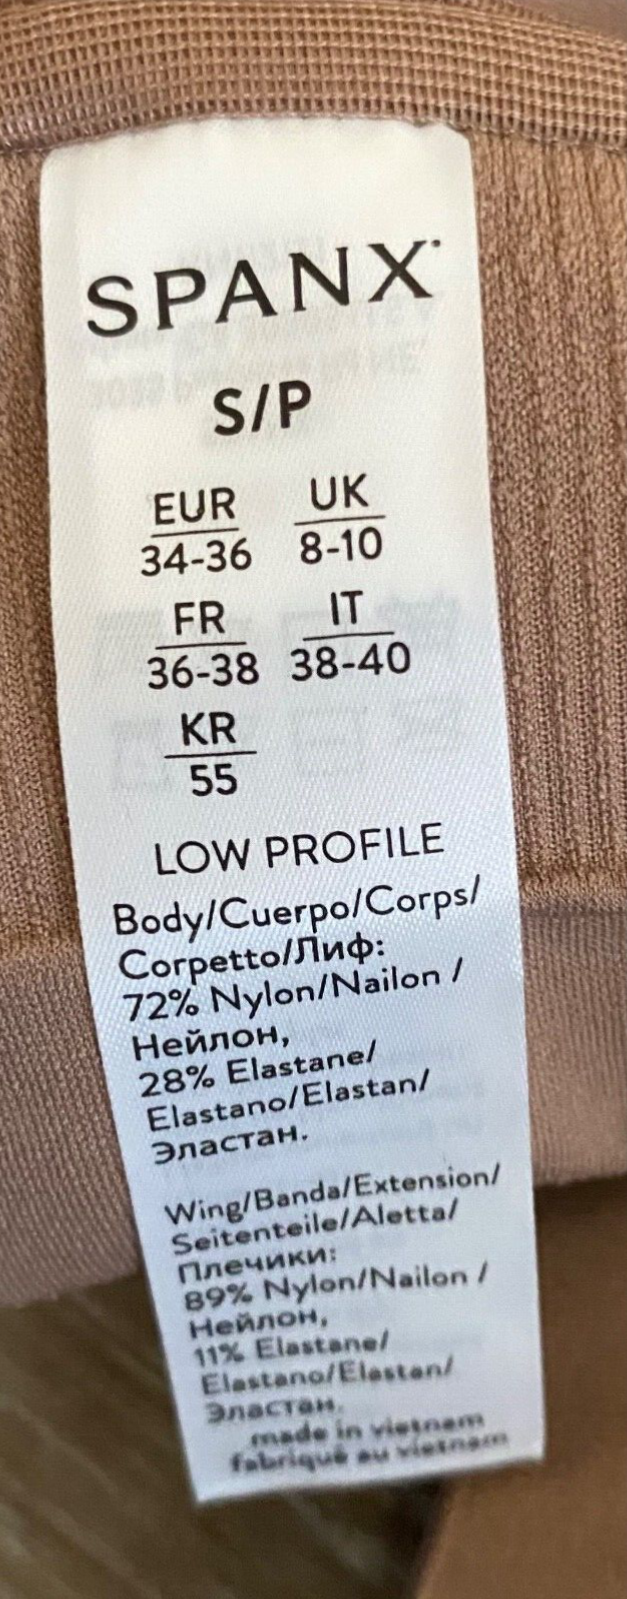 SPANX
S/P
EUR UK
34-36 8-10
FR IT
36-38 38-40
KR
55
LOW PROFILE
Body/Cuerpo/Corps/
Corpetto/Лиф:
72% Nylon/Nailon /
Нейлон,
28% Elastane/
Elastano/Elastan/
Эластан.
Wing/Banda/Extension/
Seitenteile/Aletta/
Плечики:
89% Nylon/Nailon /
Нейлон,
11% Elastane/
Elastano/Elastan/
Эластан.
made in vietnam
fabriqué au vietnam